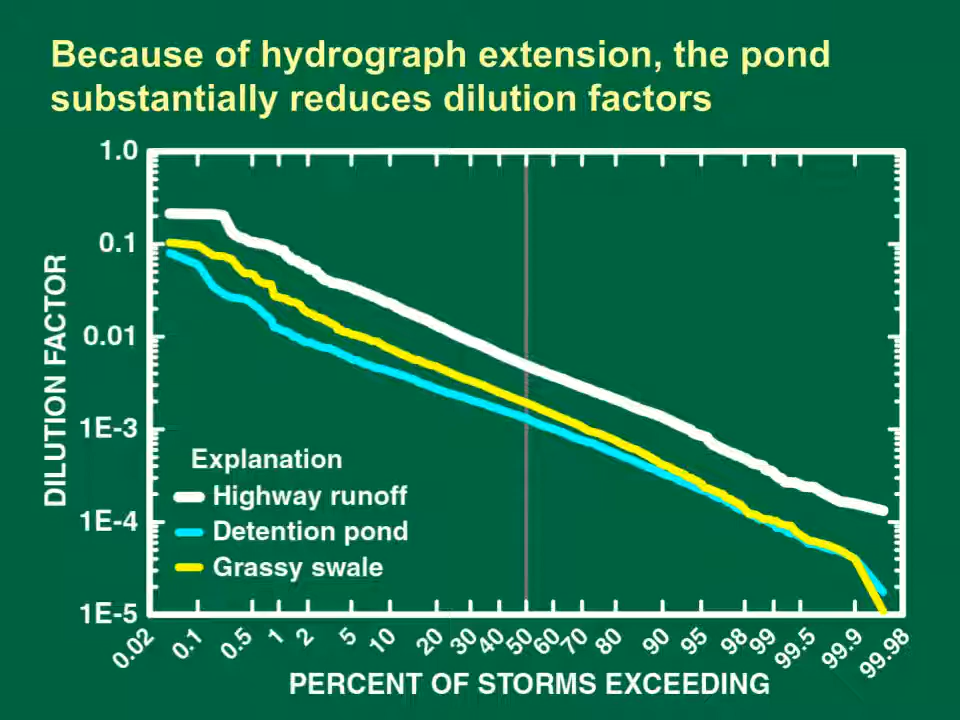 Because of hydrograph extension, the pond
substantially reduces dilution factors
1.0
0.1
0.01
1E-3
1E-4
1E-5
DILUTION FACTOR
Explanation
Highway runoff
Detention pond
Grassy swale
0.02 0.1 0.5 1 2 5 10 20 30 40 50 60 70 80 90 95 98 99 99.5 99.9 99.98
PERCENT OF STORMS EXCEEDING